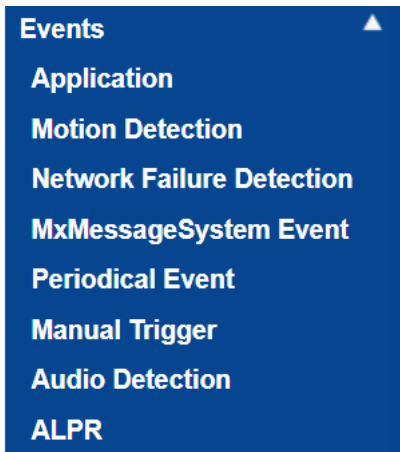 Events
Application
Motion Detection
Network Failure Detection
MxMessageSystem Event
Periodical Event
Manual Trigger
Audio Detection
ALPR